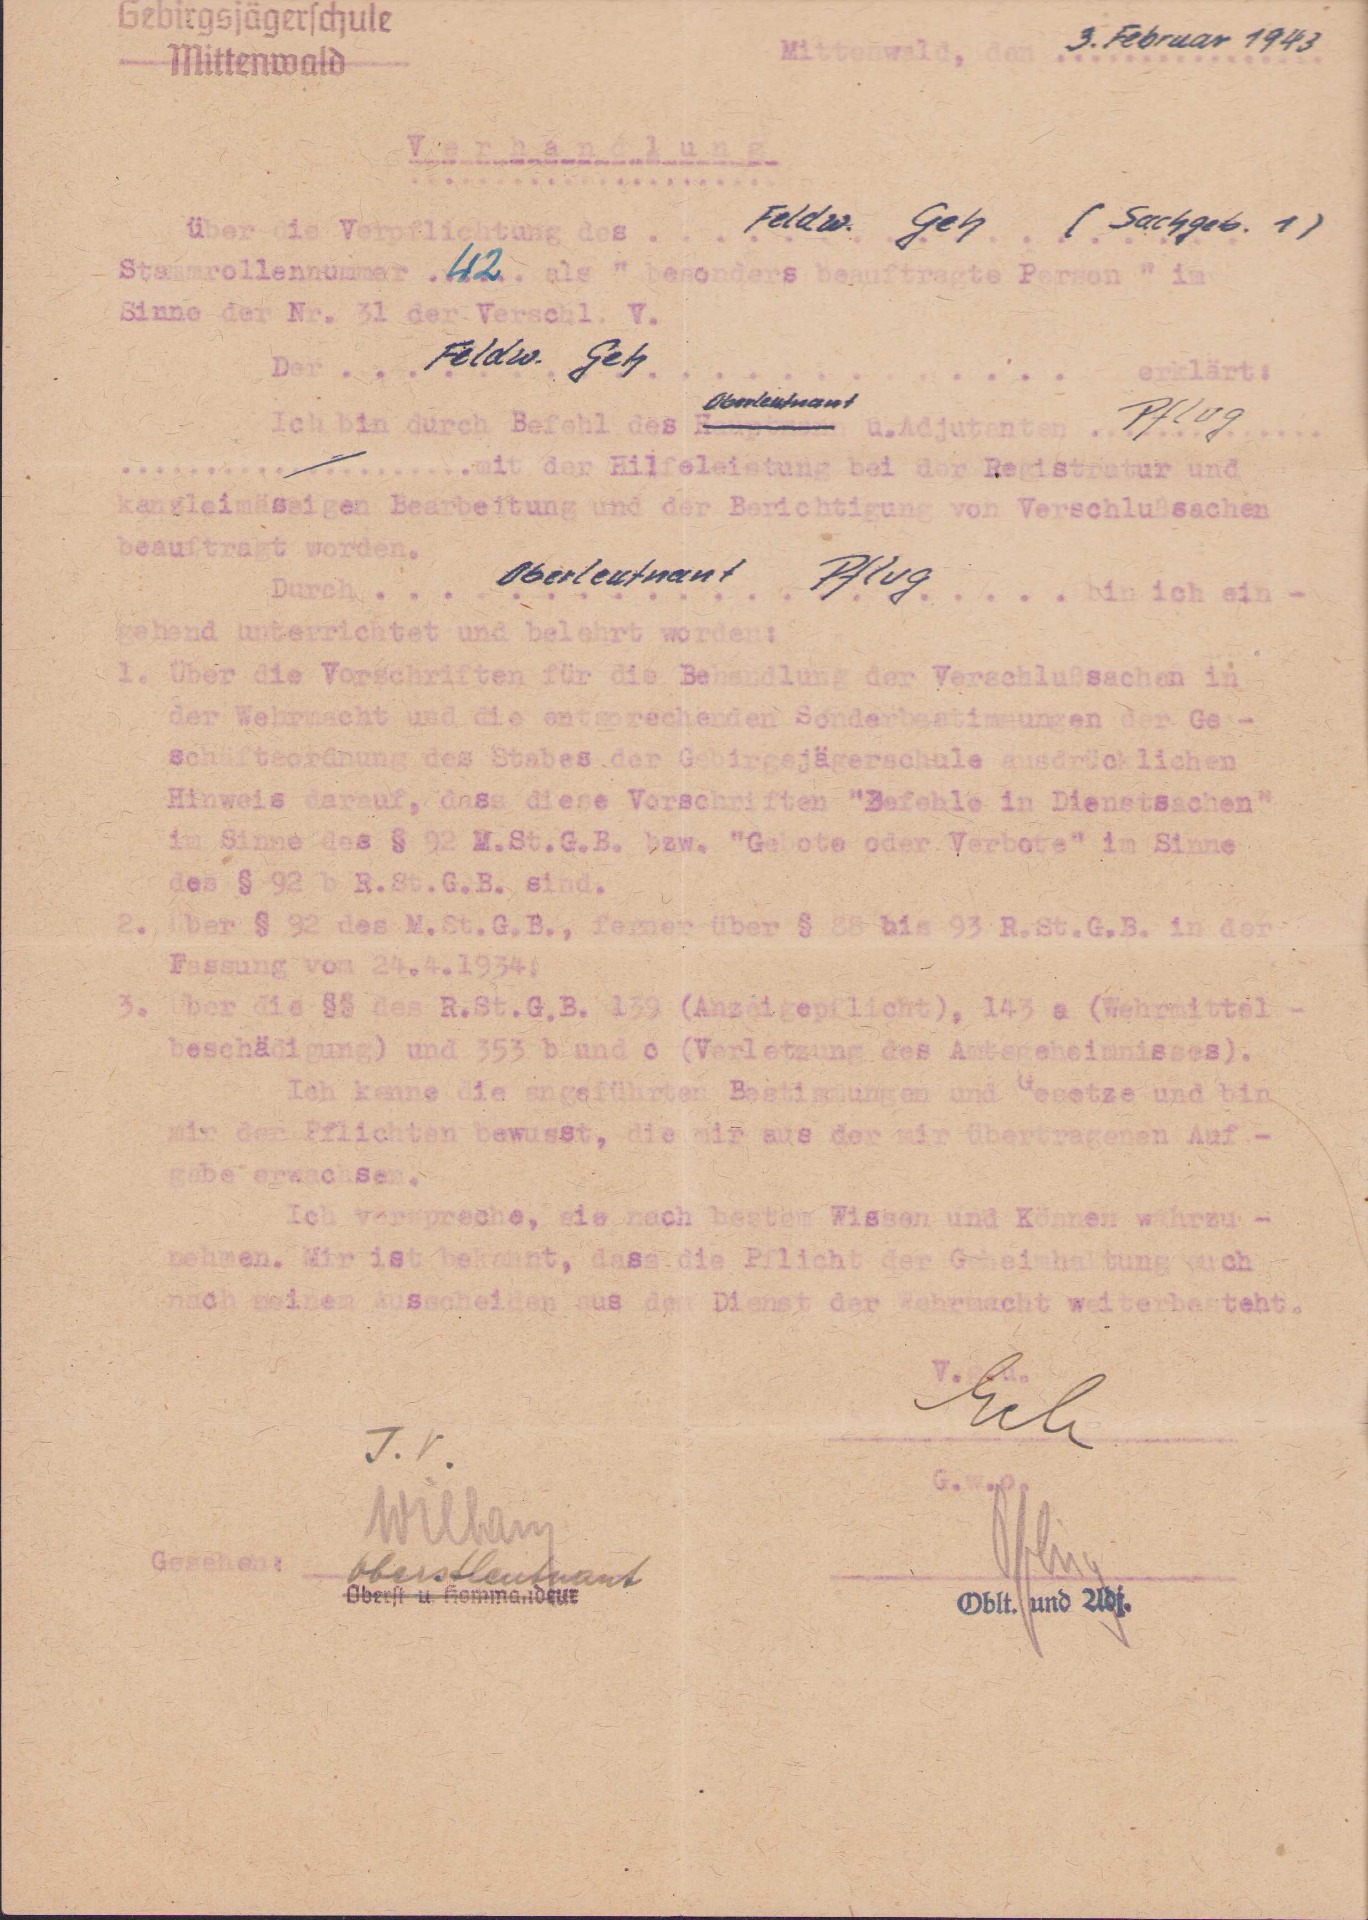 Gebirgsjägerschule
Mittenwald
Mittenwald, den 3. Februar 1943
Verhandlung
über die Verpflichtung des . Feldw. Geh ( Sachgeb. 1 )
Stammrollennummer . 42 . als " besonders beauftragte Person " im
Sinne der Nr. 31 der Verschl. V.
Der . Feldw. Geh . . . erklärt:
Oberleutnant
Ich bin durch Befehl des Hauptmann u.Adjutanten .. Pflug
....................mit der Hilfeleistung bei der Registratur und
kanzleimässigen Bearbeitung und der Berichtigung von Verschlußsachen
beauftragt worden.
Durch . . . Oberleutnant Pflug . . . bin ich ein -
gehend unterrichtet und belehrt worden:
1. Über die Vorschriften für die Behandlung der Verschlußsachen in
der Wehrmacht und die entsprechenden Sonderbestimmungen der Ge -
schäftsordnung des Stabes der Gebirgsjägerschule ausdrücklichen
Hinweis darauf, dass diese Vorschriften "Befehle in Dienstsachen"
im Sinne des § 92 M.St.G.B. bzw. "Gebote oder Verbote" im Sinne
des § 92 b R.St.G.B. sind.
2. Über § 92 des M.St.G.B., ferner über § 88 bis 93 R.St.G.B. in der
Fassung vom 24.4.1934;
3. Über die §§ des R.St.G.B. 139 (Anzeigepflicht), 143 a (Wehrmittel -
beschädigung) und 353 b und c (Verletzung des Amtsgeheimnisses).
Ich kenne die angeführten Bestimmungen und Gesetze und bin
mir der Pflichten bewusst, die mir aus der mir übertragenen Auf -
gabe erwachsen.
Ich verspreche, sie nach bestem Wissen und Können wahrzu -
nehmen. Mir ist bekannt, dass die Pflicht der Geheimhaltung auch
nach meinem Ausscheiden aus dem Dienst der Wehrmacht weiterbesteht.
V.g.u.
Geh
J.V.
G.w.o.
Pflug
Gesehen: Oberstleutnant
Oberst u Kommandeur
Oblt. und Adj.